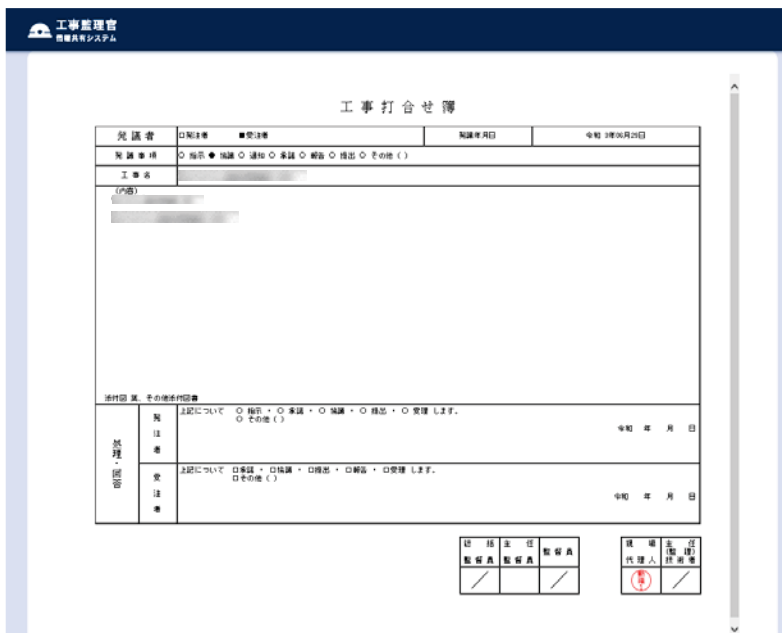 工事監理官
情報共有システム
工事打合せ簿
発議者 □発注者 ■受注者 発議年月日 令和 3年06月29日
発議事項 ○ 指示 ● 協議 ○ 通知 ○ 承諾 ○ 報告 ○ 提出 ○ その他 ( )
工事名
(内容)
添付図 葉、その他添付図書
処理・回答
発注者
上記について ○ 指示 ・ ○ 承諾 ・ ○ 協議 ・ ○ 提出 ・ ○ 受理 します。
○ その他 ( )
令和 年 月 日
受注者
上記について □承諾 ・ □協議 ・ □提出 ・ □報告 ・ □受理 します。
□その他 ( )
令和 年 月 日
総括監督員
主任監督員
監督員
現場代理人
主任(監理)技術者